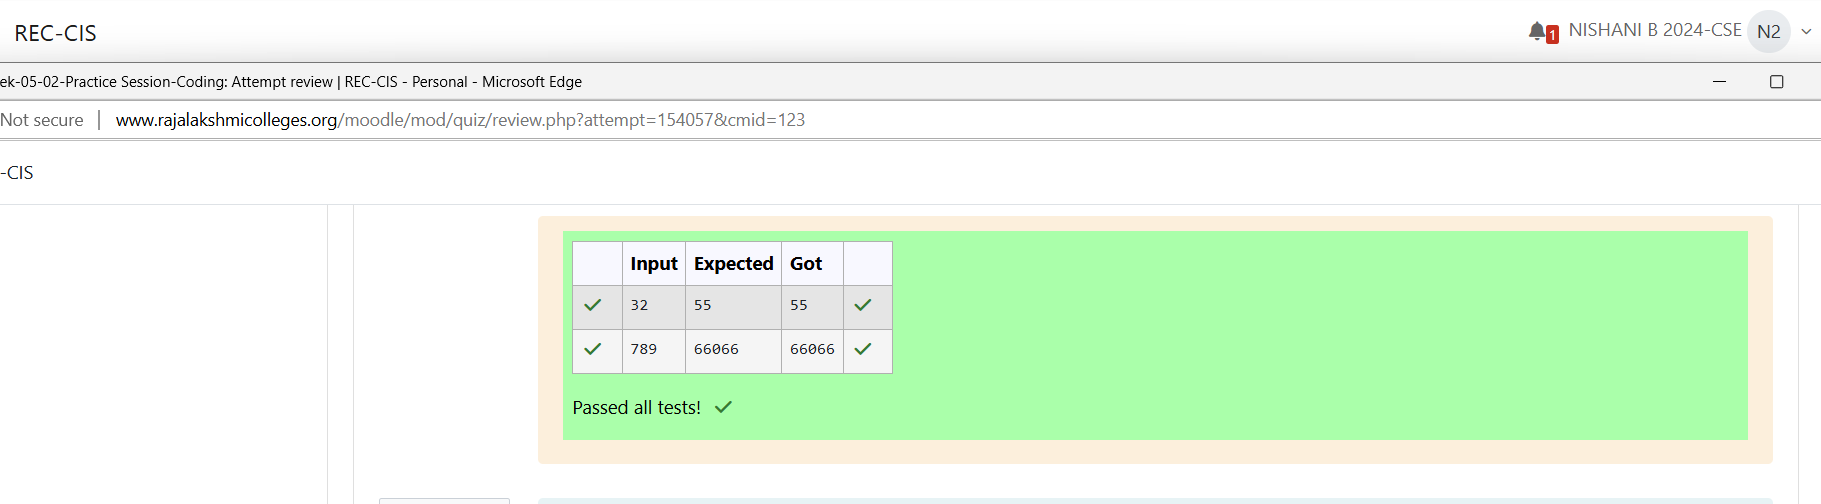 REC-CIS
1 NISHANI B 2024-CSE N2
ek-05-02-Practice Session-Coding: Attempt review | REC-CIS - Personal - Microsoft Edge
Not secure | www.rajalakshmicolleges.org/moodle/mod/quiz/review.php?attempt=154057&cmid=123
-CIS
Input Expected Got
32 55 55
789 66066 66066
Passed all tests!